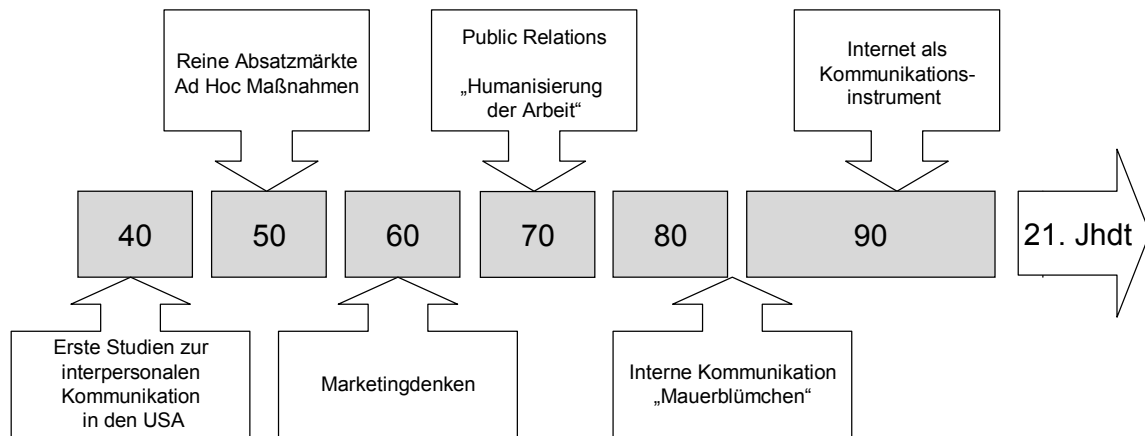 Reine Absatzmärkte
Ad Hoc Maßnahmen
Public Relations
„Humanisierung
der Arbeit“
Internet als
Kommunikations-
instrument
40
50
60
70
80
90
21. Jhdt
Erste Studien zur
interpersonalen
Kommunikation
in den USA
Marketingdenken
Interne Kommunikation
„Mauerblümchen“